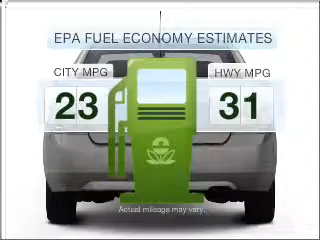 EPA FUEL ECONOMY ESTIMATES
CITY MPG
HWY MPG
23
31
Actual mileage may vary.